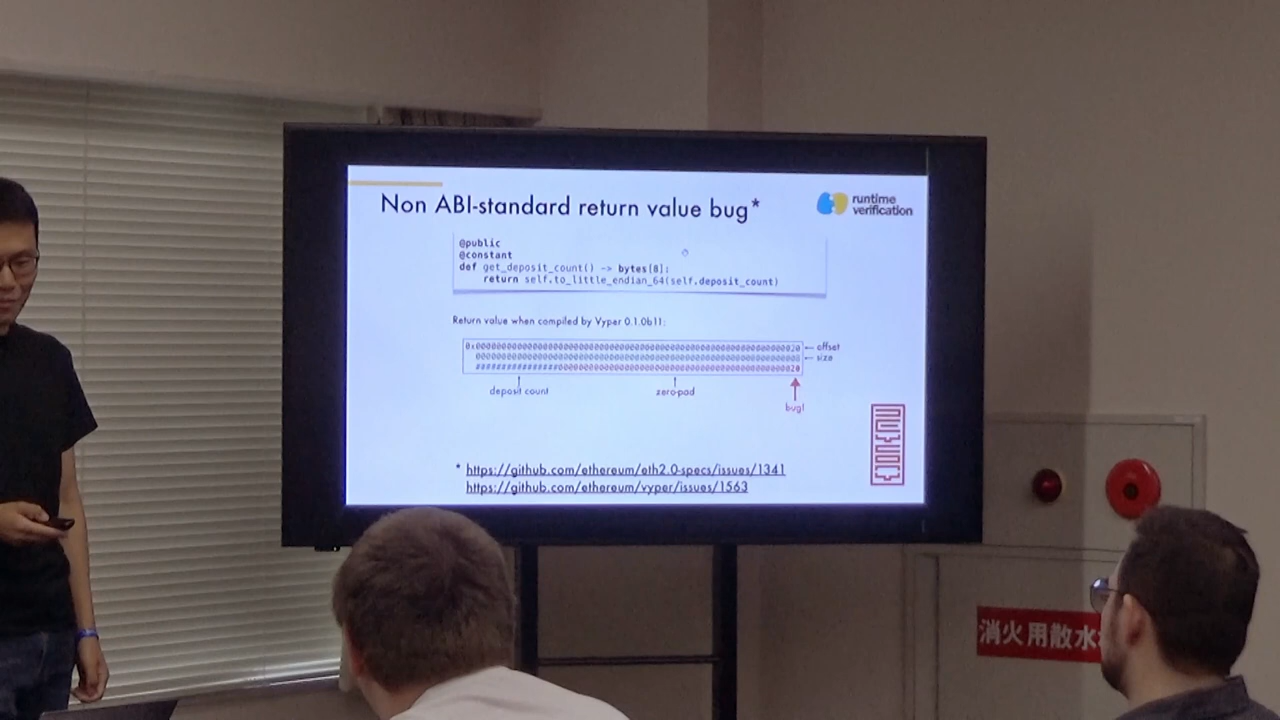 Non ABI-standard return value bug*
runtime
verification
@public
@constant
def get_deposit_count() -> bytes[8]:
return self.to_little_endian_64(self.deposit_count)
Return value when compiled by Vyper 0.1.0b11:
offset
size
deposit count
zero-pad
bug!
* https://github.com/ethereum/eth2.0-specs/issues/1341
https://github.com/ethereum/vyper/issues/1563
消火用散水